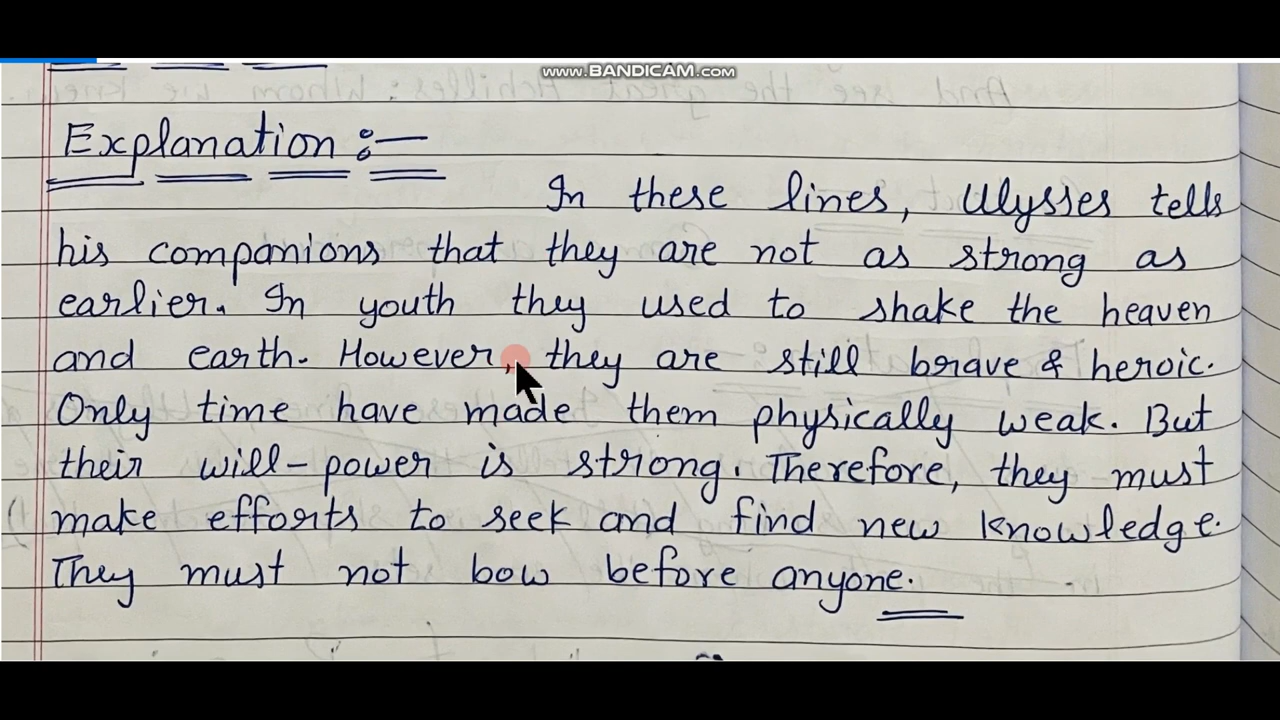 www.BANDICAM.com
Explanation :—
In these lines, Ulysses tells
his companions that they are not as strong as
earlier. In youth they used to shake the heaven
and earth. However, they are still brave & heroic.
Only time have made them physically weak. But
their will-power is strong. Therefore, they must
make efforts to seek and find new knowledge.
They must not bow before anyone.